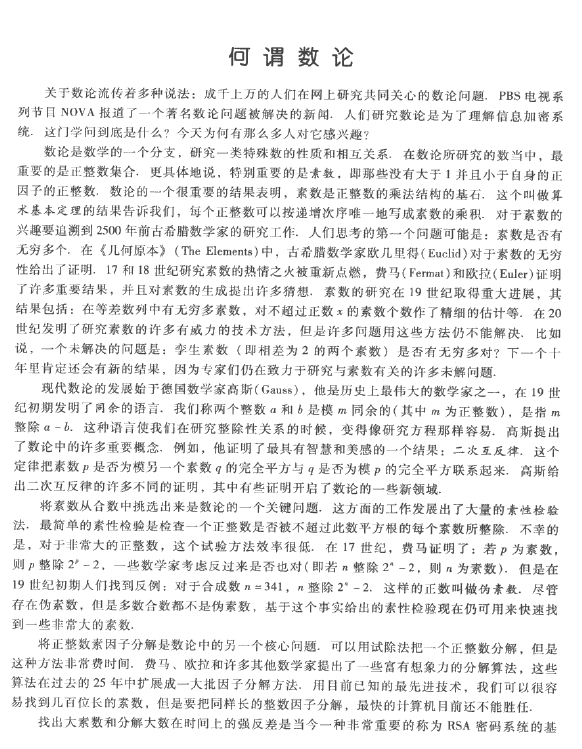 何谓数论
关于数论流传着多种说法：成千上万的人们在网上研究共同关心的数论问题．PBS 电视系
列节目 NOVA 报道了一个著名数论问题被解决的新闻．人们研究数论是为了理解信息加密系
统．这门学问到底是什么？今天为何有那么多人对它感兴趣？
数论是数学的一个分支，研究一类特殊数的性质和相互关系．在数论所研究的数当中，最
重要的是正整数集合．更具体地说，特别重要的是素数，即那些没有大于 1 并且小于自身的正
因子的正整数．数论的一个很重要的结果表明，素数是正整数的乘法结构的基石．这个叫做算
术基本定理的结果告诉我们，每个正整数可以按递增次序唯一地写成素数的乘积．对于素数的
兴趣要追溯到 2500 年前古希腊数学家的研究工作．人们思考的第一个问题可能是：素数是否有
无穷多个．在《几何原本》(The Elements)中，古希腊数学家欧几里得(Euclid)对于素数的无穷
性给出了证明．17 和 18 世纪研究素数的热情之火被重新点燃，费马(Fermat)和欧拉(Euler)证明
了许多重要结果，并且对素数的生成提出许多猜想．素数的研究在 19 世纪取得重大进展，其
结果包括：在等差数列中有无穷多素数，对不超过正数 x 的素数个数作了精细的估计等．在 20
世纪发明了研究素数的许多有威力的技术方法，但是许多问题用这些方法仍不能解决．比如
说，一个未解决的问题是：孪生素数（即相差为 2 的两个素数）是否有无穷多对？下一个十
年里肯定还会有新的结果，因为专家们仍在致力于研究与素数有关的许多未解问题．
现代数论的发展始于德国数学家高斯(Gauss)，他是历史上最伟大的数学家之一，在 19 世
纪初期发明了同余的语言．我们称两个整数 a 和 b 是模 m 同余的(其中 m 为正整数)，是指 m
整除 a－b．这种语言使我们在研究整除性关系的时候，变得像研究方程那样容易．高斯提出
了数论中的许多重要概念．例如，他证明了最具有智慧和美感的一个结果：二次互反律．这个
定律把素数 p 是否为模另一个素数 q 的完全平方与 q 是否为模 p 的完全平方联系起来．高斯给
出二次互反律的许多不同的证明，其中有些证明开启了数论的一些新领域．
将素数从合数中挑选出来是数论的一个关键问题．这方面的工作发展出了大量的素性检验
法．最简单的素性检验是检查一个正整数是否被不超过此数平方根的每个素数所整除．不幸的
是，对于非常大的正整数，这个试验方法效率很低．在 17 世纪，费马证明了：若 p 为素数，
则 p 整除 2ᵖ－2，一些数学家考虑反过来是否也对(即若 n 整除 2ⁿ－2，则 n 为素数)．但是在
19 世纪初期人们找到反例：对于合成数 n＝341，n 整除 2ⁿ－2．这样的正数叫做伪素数．尽管
存在伪素数，但是多数合数都不是伪素数，基于这个事实给出的素性检验现在仍可用来快速找
到一些非常大的素数．
将正整数素因子分解是数论中的另一个核心问题．可以用试除法把一个正整数分解，但是
这种方法非常费时间．费马、欧拉和许多其他数学家提出了一些富有想象力的分解算法，这些
算法在过去的 25 年中扩展成一大批因子分解方法．用目前已知的最先进技术，我们可以很容
易找到几百位长的素数，但是要把同样长的整数因子分解，最快的计算机目前还不能胜任．
找出大素数和分解大数在时间上的强反差是当今一种非常重要的称为 RSA 密码系统的基